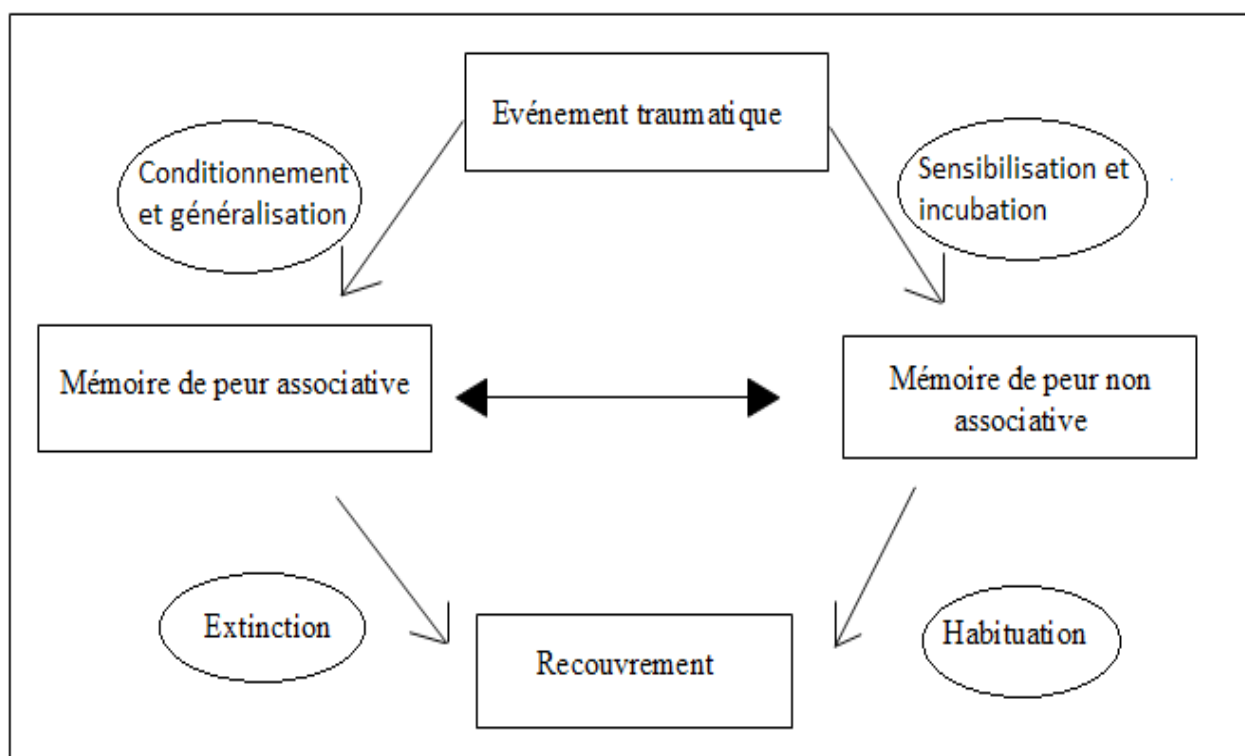 Evénement traumatique
Conditionnement
et généralisation
Sensibilisation et
incubation
Mémoire de peur associative
Mémoire de peur non
associative
Extinction
Habituation
Recouvrement